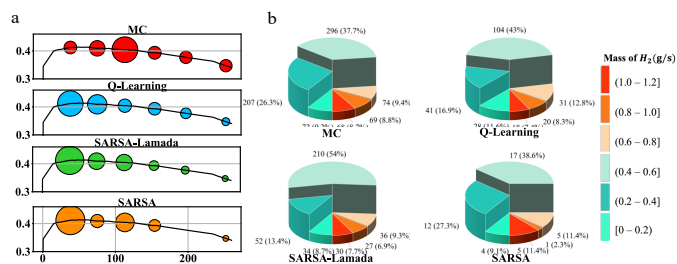 a
MC
0.4
0.3
Q-Learning
0.4
0.3
SARSA-Lamada
0.4
0.3
SARSA
0.4
0.3
0
100
200
b
296 (37.7%)
207 (26.3%)
74 (9.4%)
69 (8.8%)
MC
104 (43%)
41 (16.9%)
31 (12.8%)
20 (8.3%)
Q-Learning
210 (54%)
52 (13.4%)
36 (9.3%)
27 (6.9%)
34 (8.7%)
30 (7.7%)
SARSA-Lamada
17 (38.6%)
12 (27.3%)
5 (11.4%)
1 (2.3%)
4 (9.1%)
5 (11.4%)
SARSA
Mass of H2(g/s)
(1.0 − 1.2]
(0.8 − 1.0]
(0.6 − 0.8]
(0.4 − 0.6]
(0.2 − 0.4]
[0 − 0.2)